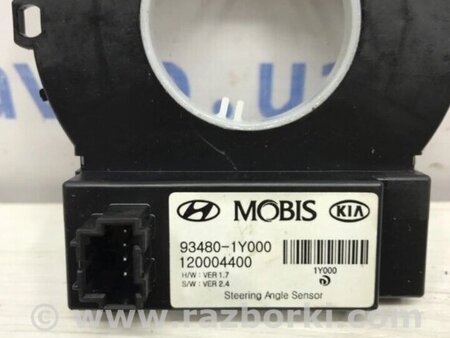 MOBIS KIA
93480-1Y000
120004400
H/W : VER 1.7
S/W : VER 2.4
1Y000
Steering Angle Sensor
© www.razborki.com